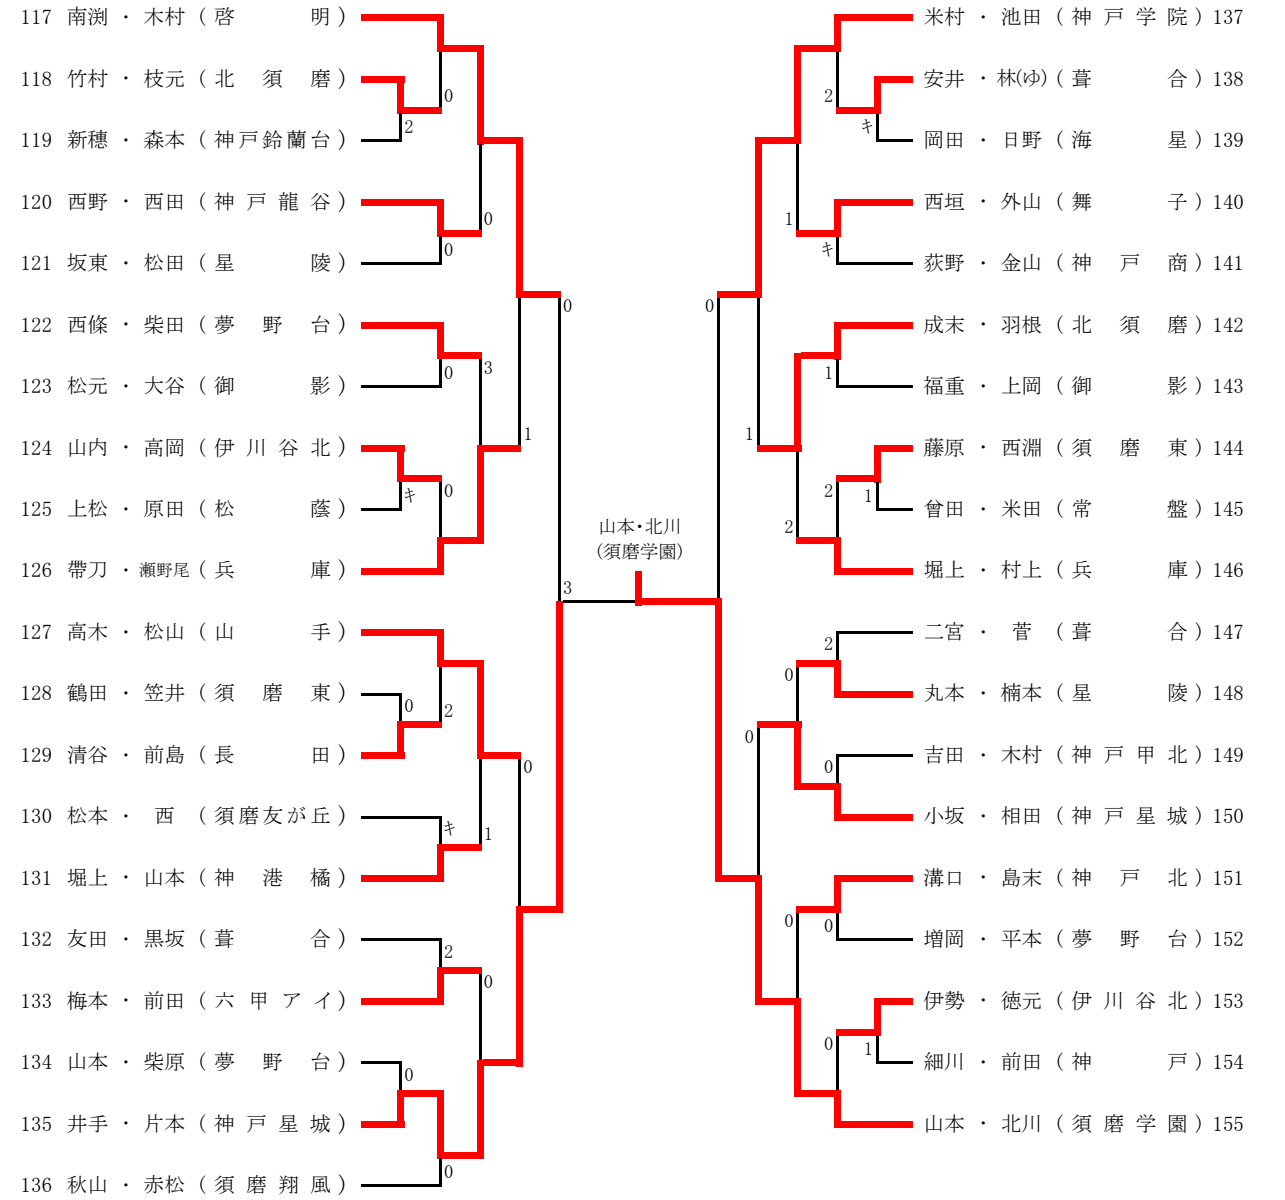 117 南渕 ・ 木村 ( 啓 明 )
118 竹村 ・ 枝元 ( 北 須 磨 )
0
2
119 新穂 ・ 森本 ( 神戸鈴蘭台 )
120 西野 ・ 西田 ( 神 戸 龍 谷 )
0
0
121 坂東 ・ 松田 ( 星 陵 )
0
122 西條 ・ 柴田 ( 夢 野 台 )
3
0
123 松元 ・ 大谷 ( 御 影 )
1
124 山内 ・ 高岡 ( 伊 川 谷 北 )
0
キ
125 上松 ・ 原田 ( 松 蔭 )
126 帶刀 ・ 瀬野尾 ( 兵 庫 )
3
127 高木 ・ 松山 ( 山 手 )
128 鶴田 ・ 笠井 ( 須 磨 東 )
0
2
129 清谷 ・ 前島 ( 長 田 )
0
130 松本 ・ 西 ( 須磨友が丘 )
キ
1
131 堀上 ・ 山本 ( 神 港 橘 )
132 友田 ・ 黒坂 ( 葺 合 )
2
0
133 梅本 ・ 前田 ( 六 甲 ア イ )
134 山本 ・ 柴原 ( 夢 野 台 )
0
135 井手 ・ 片本 ( 神 戸 星 城 )
0
136 秋山 ・ 赤松 ( 須 磨 翔 風 )
山本・北川
(須磨学園)
米村 ・ 池田 ( 神 戸 学 院 ) 137
安井 ・ 林(ゆ) ( 葺 合 ) 138
2
キ
岡田 ・ 日野 ( 海 星 ) 139
西垣 ・ 外山 ( 舞 子 ) 140
1
キ
荻野 ・ 金山 ( 神 戸 商 ) 141
0
成末 ・ 羽根 ( 北 須 磨 ) 142
1
福重 ・ 上岡 ( 御 影 ) 143
1
藤原 ・ 西淵 ( 須 磨 東 ) 144
2
1
曾田 ・ 米田 ( 常 盤 ) 145
2
堀上 ・ 村上 ( 兵 庫 ) 146
二宮 ・ 菅 ( 葺 合 ) 147
2
0
丸本 ・ 楠本 ( 星 陵 ) 148
0
吉田 ・ 木村 ( 神 戸 甲 北 ) 149
0
小坂 ・ 相田 ( 神 戸 星 城 ) 150
溝口 ・ 島末 ( 神 戸 北 ) 151
0
0
増岡 ・ 平本 ( 夢 野 台 ) 152
伊勢 ・ 徳元 ( 伊 川 谷 北 ) 153
0
1
細川 ・ 前田 ( 神 戸 ) 154
山本 ・ 北川 ( 須 磨 学 園 ) 155